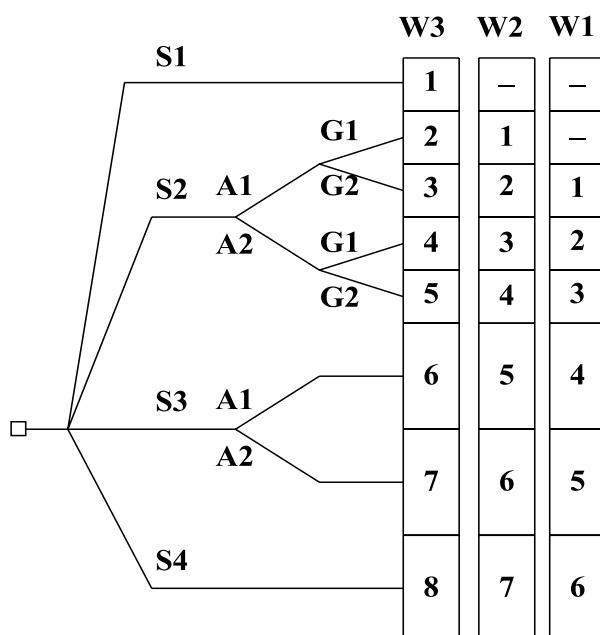 W3 W2 W1
S1
1 – –
G1
2 1 –
S2 A1 G2
3 2 1
A2 G1
4 3 2
G2
5 4 3
6 5 4
S3 A1
A2
7 6 5
S4
8 7 6